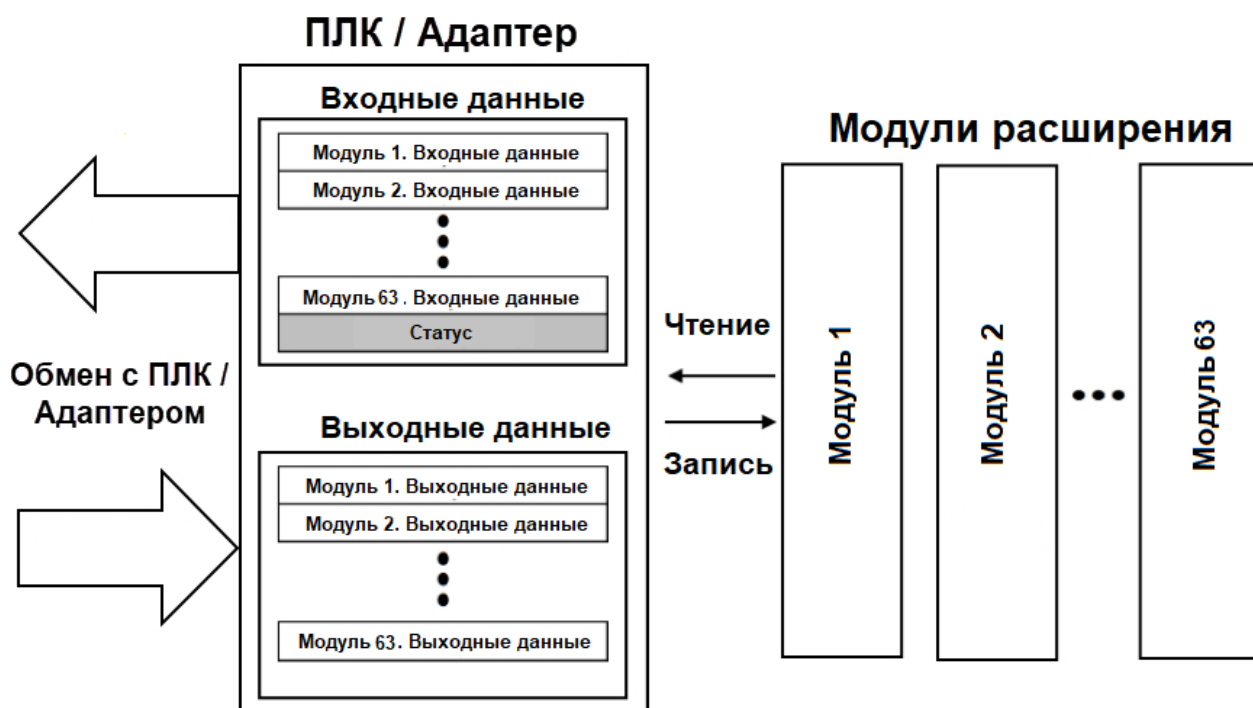 ПЛК / Адаптер
Входные данные
Модуль 1. Входные данные
Модуль 2. Входные данные
Модуль 63 . Входные данные
Статус
Обмен с ПЛК /
Адаптером
Выходные данные
Модуль 1. Выходные данные
Модуль 2. Выходные данные
Модуль 63. Выходные данные
Чтение
Запись
Модули расширения
Модуль 1
Модуль 2
Модуль 63